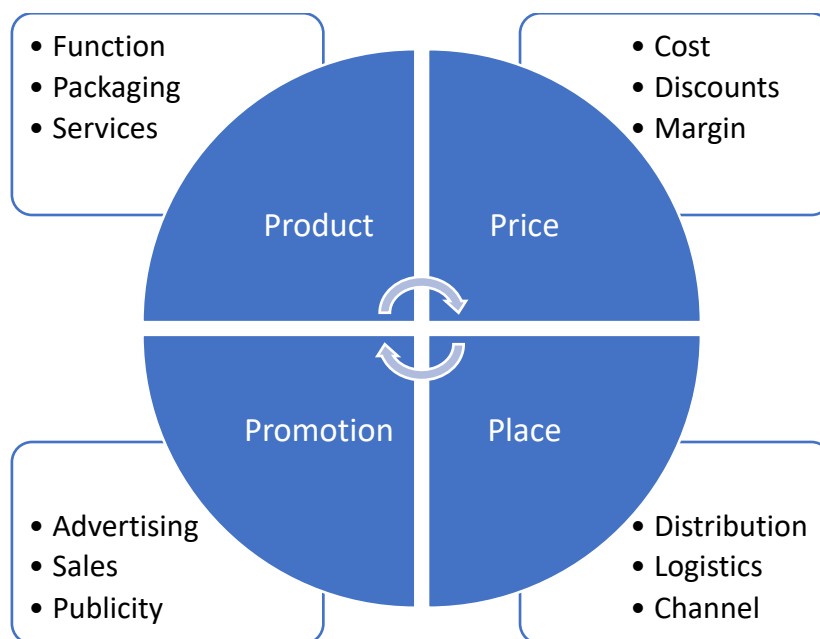 • Function
• Packaging
• Services
• Cost
• Discounts
• Margin
Product
Price
Promotion
Place
• Advertising
• Sales
• Publicity
• Distribution
• Logistics
• Channel